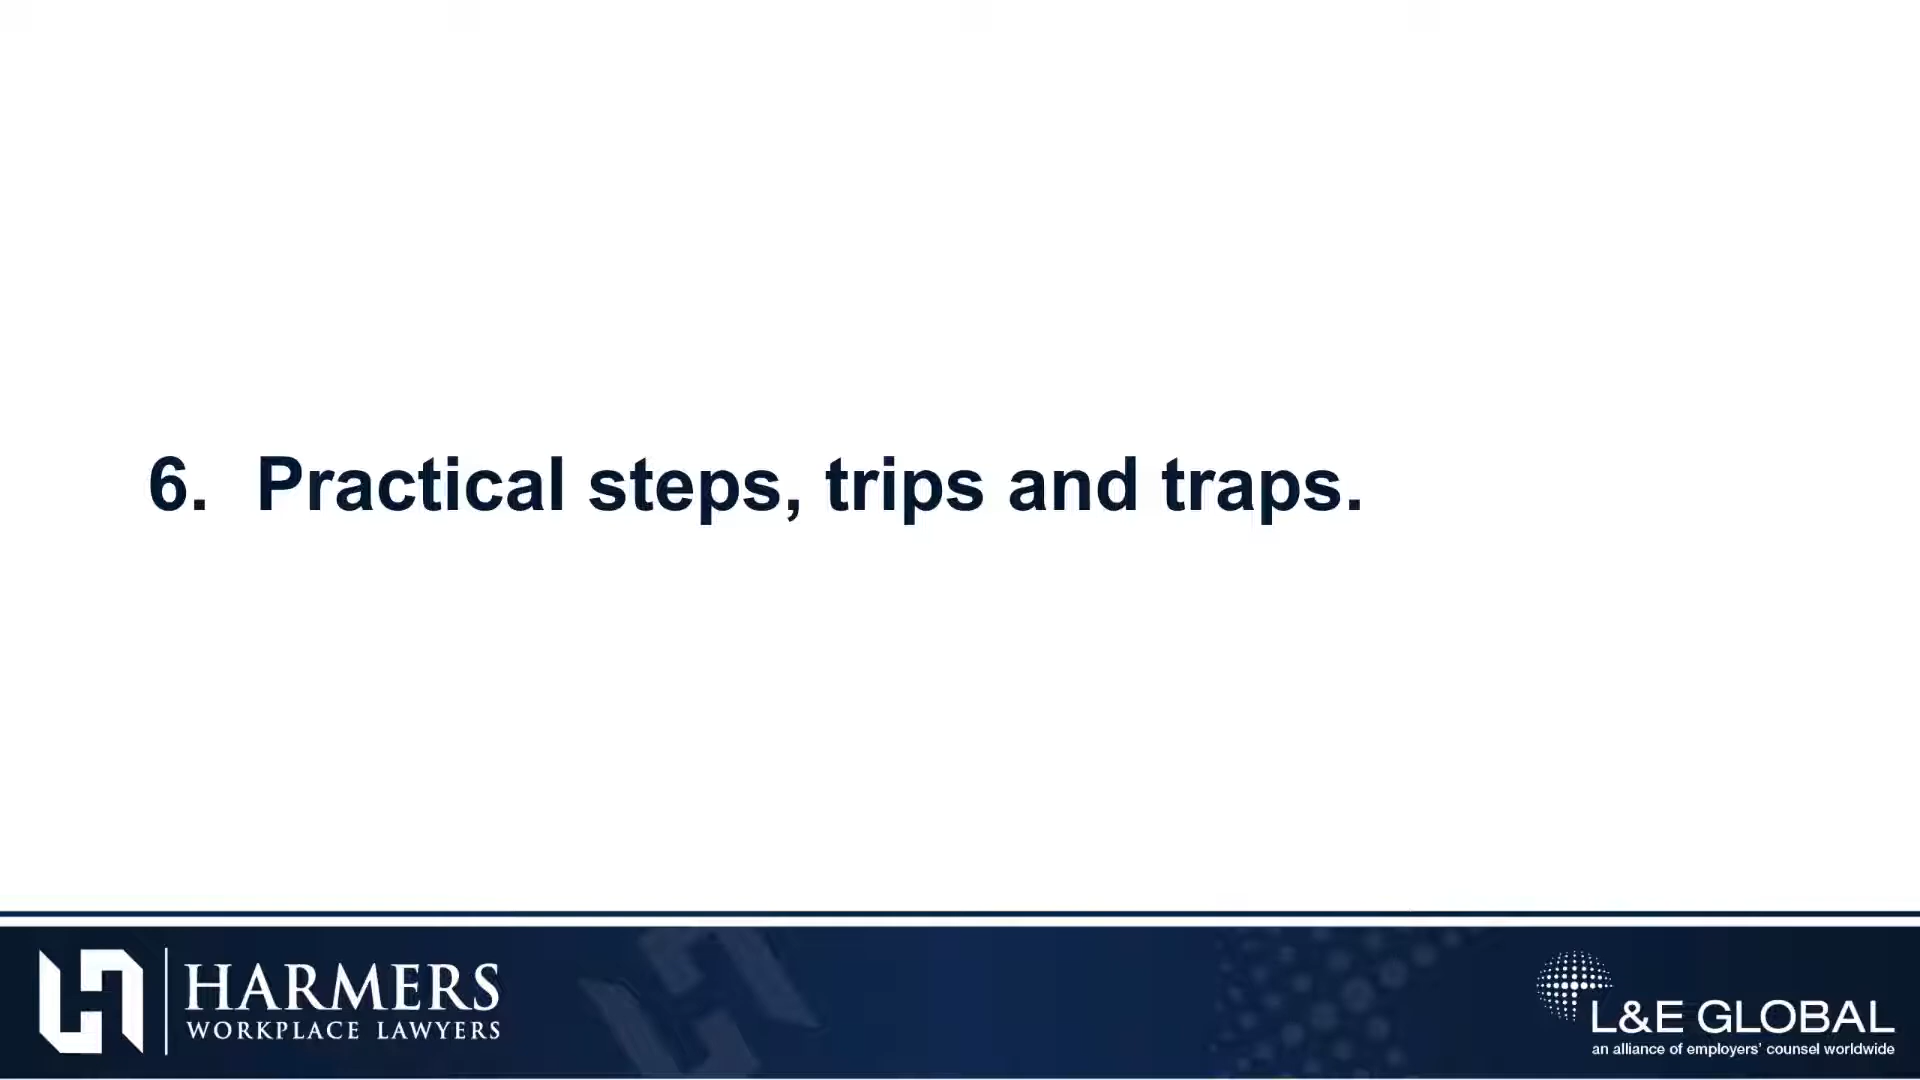 6. Practical steps, trips and traps.
HARMERS
WORKPLACE LAWYERS
L&E GLOBAL
an alliance of employers' counsel worldwide